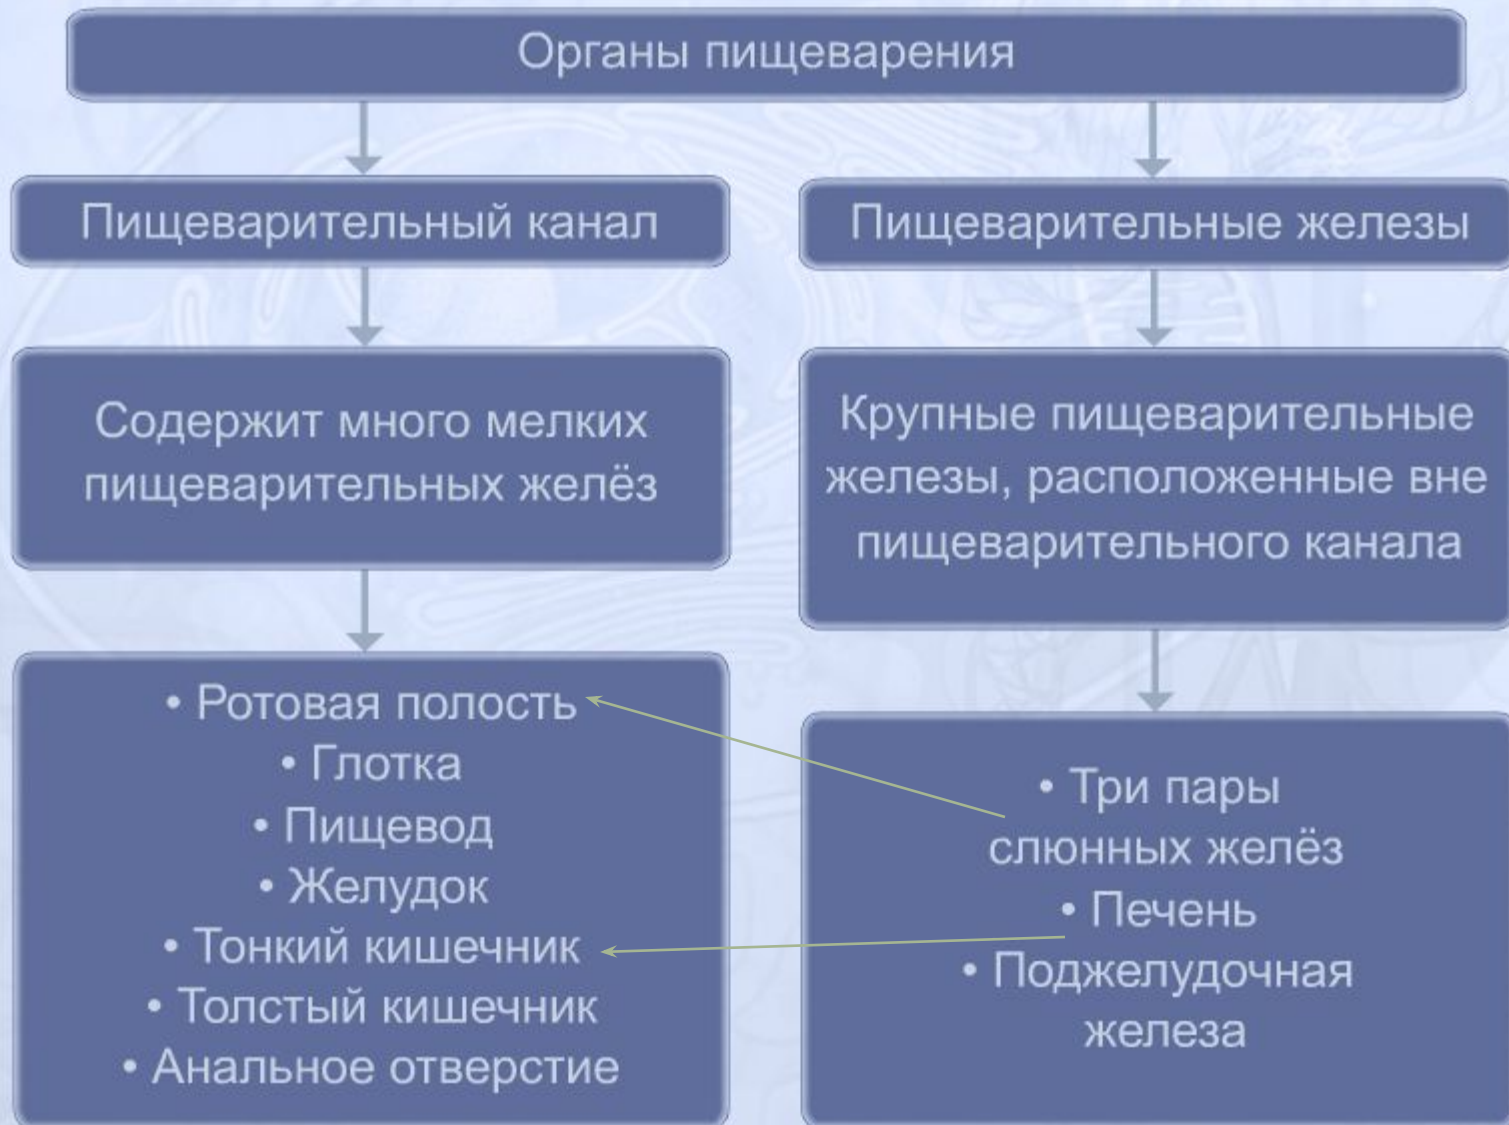 Органы пищеварения
Пищеварительный канал
Содержит много мелких
пищеварительных желёз
• Ротовая полость
• Глотка
• Пищевод
• Желудок
• Тонкий кишечник
• Толстый кишечник
• Анальное отверстие
Пищеварительные железы
Крупные пищеварительные
железы, расположенные вне
пищеварительного канала
• Три пары
слюнных желёз
• Печень
• Поджелудочная
железа